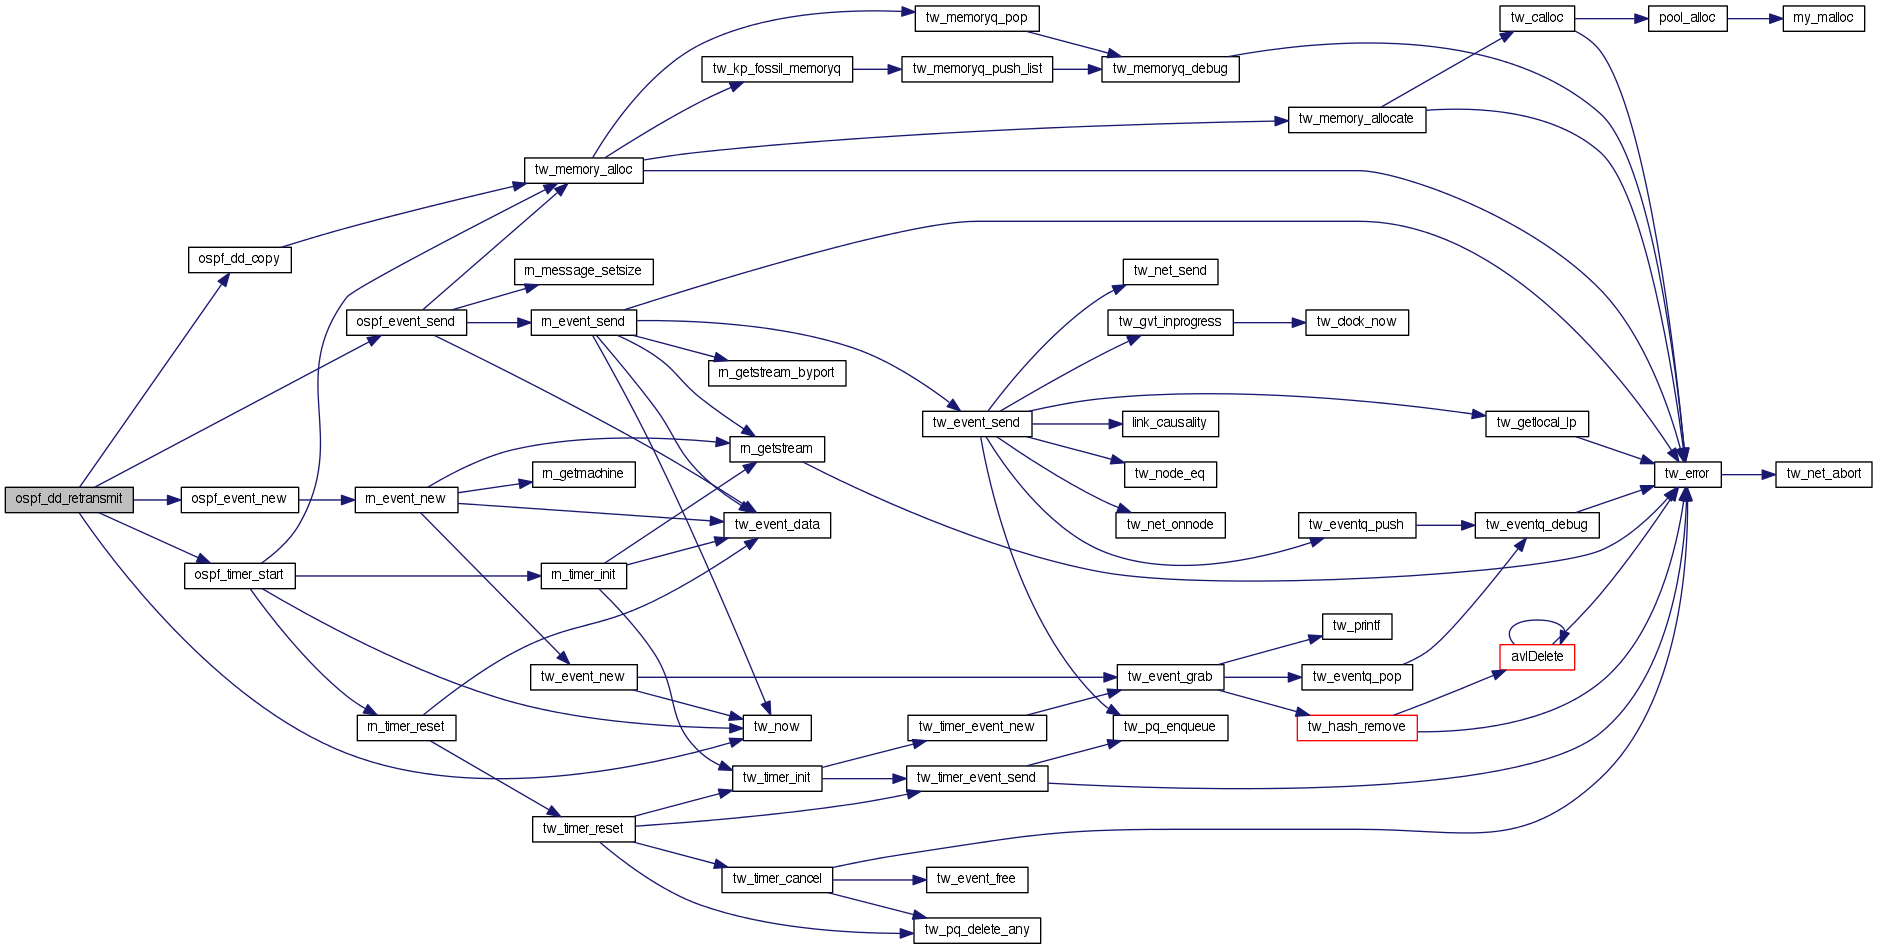 tw_memoryq_pop
tw_calloc
pool_alloc
my_malloc
tw_kp_fossil_memoryq
tw_memoryq_push_list
tw_memoryq_debug
tw_memory_allocate
tw_memory_alloc
ospf_dd_copy
rn_message_setsize
tw_net_send
ospf_event_send
rn_event_send
tw_gvt_inprogress
tw_clock_now
rn_getstream_byport
tw_event_send
link_causality
tw_getlocal_lp
rn_getstream
rn_getmachine
tw_node_eq
tw_error
tw_net_abort
ospf_dd_retransmit
ospf_event_new
rn_event_new
tw_event_data
tw_net_onnode
tw_eventq_push
tw_eventq_debug
ospf_timer_start
rn_timer_init
tw_printf
avlDelete
tw_event_new
tw_event_grab
tw_eventq_pop
rn_timer_reset
tw_now
tw_timer_event_new
tw_pq_enqueue
tw_hash_remove
tw_timer_init
tw_timer_event_send
tw_timer_reset
tw_timer_cancel
tw_event_free
tw_pq_delete_any